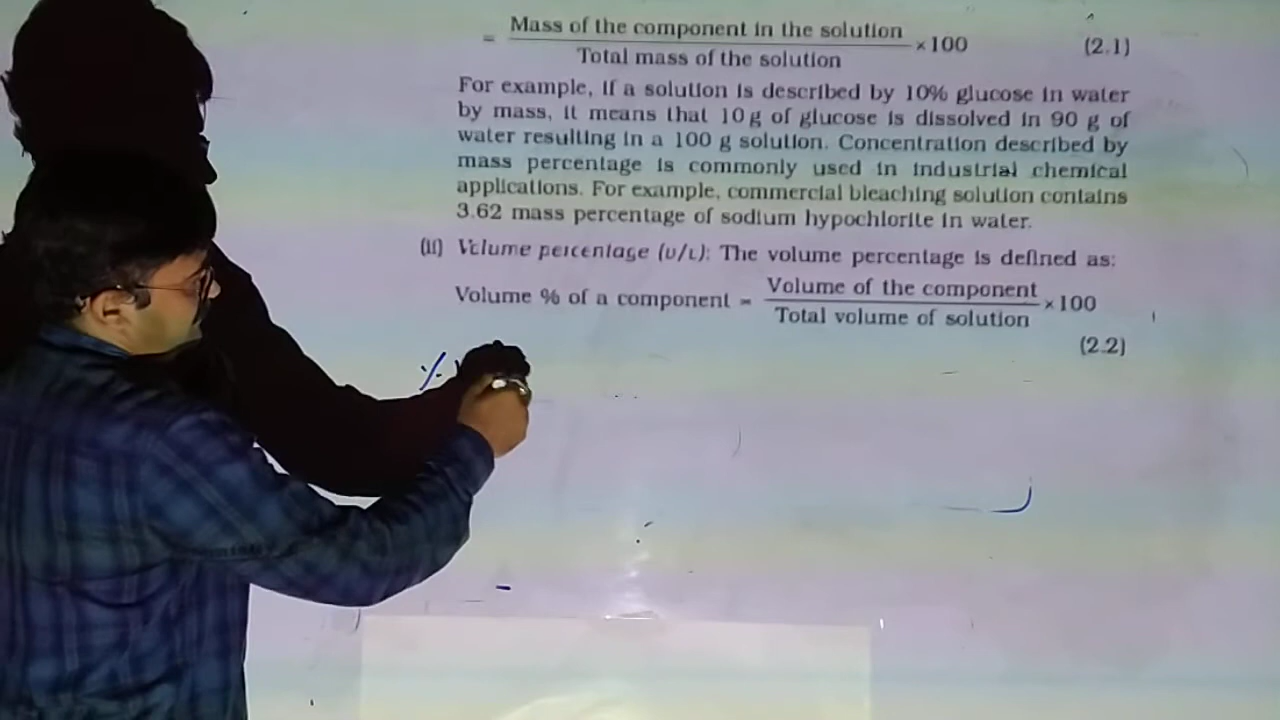 = Mass of the component in the solution
Total mass of the solution
×100 (2.1)
For example, if a solution is described by 10% glucose in water
by mass, it means that 10 g of glucose is dissolved in 90 g of
water resulting in a 100 g solution. Concentration described by
mass percentage is commonly used in industrial chemical
applications. For example, commercial bleaching solution contains
3.62 mass percentage of sodium hypochlorite in water.
(ii) Volume percentage (v/v): The volume percentage is defined as:
Volume % of a component = Volume of the component
Total volume of solution
×100
(2.2)
%